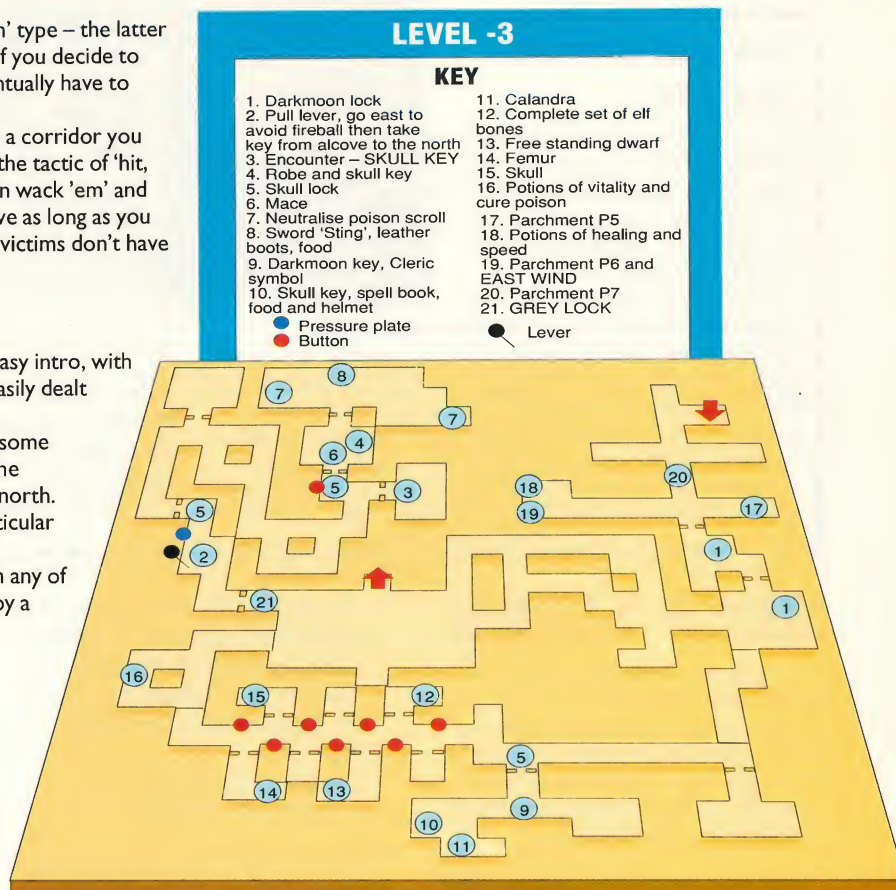 n' type – the latter
f you decide to
ntually have to
a corridor you
the tactic of 'hit,
n wack 'em' and
ve as long as you
victims don't have
asy intro, with
asily dealt
some
ne
north.
ticular
n any of
by a
LEVEL -3
KEY
1. Darkmoon lock
2. Pull lever, go east to
avoid fireball then take
key from alcove to the north
3. Encounter – SKULL KEY
4. Robe and skull key
5. Skull lock
6. Mace
7. Neutralise poison scroll
8. Sword 'Sting', leather
boots, food
9. Darkmoon key, Cleric
symbol
10. Skull key, spell book,
food and helmet
Pressure plate
Button
11. Calandra
12. Complete set of elf
bones
13. Free standing dwarf
14. Femur
15. Skull
16. Potions of vitality and
cure poison
17. Parchment P5
18. Potions of healing and
speed
19. Parchment P6 and
EAST WIND
20. Parchment P7
21. GREY LOCK
Lever
8
7
7
4
6
5
3
18
20
19
17
5
2
1
21
1
16
15
12
5
14
13
9
10
11